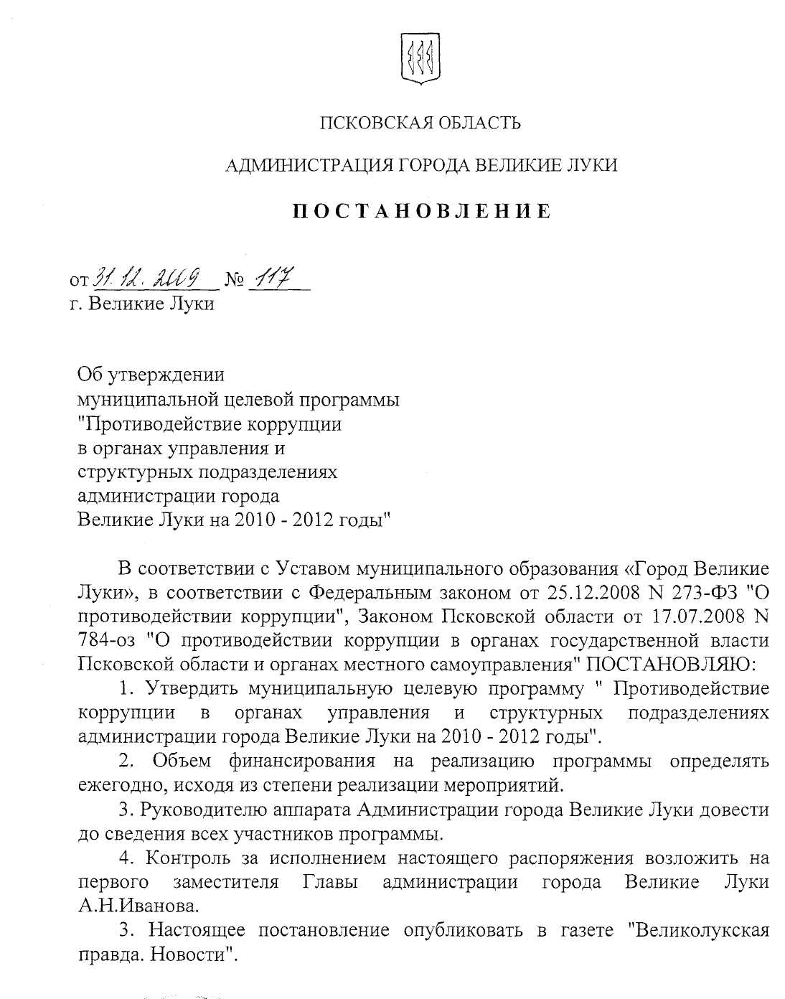 ПСКОВСКАЯ ОБЛАСТЬ
АДМИНИСТРАЦИЯ ГОРОДА ВЕЛИКИЕ ЛУКИ
ПОСТАНОВЛЕНИЕ
от 31.12.2009 № 117
г. Великие Луки
Об утверждении
муниципальной целевой программы
"Противодействие коррупции
в органах управления и
структурных подразделениях
администрации города
Великие Луки на 2010 - 2012 годы"
В соответствии с Уставом муниципального образования «Город Великие
Луки», в соответствии с Федеральным законом от 25.12.2008 N 273-ФЗ "О
противодействии коррупции", Законом Псковской области от 17.07.2008 N
784-оз "О противодействии коррупции в органах государственной власти
Псковской области и органах местного самоуправления" ПОСТАНОВЛЯЮ:
1. Утвердить муниципальную целевую программу " Противодействие
коррупции в органах управления и структурных подразделениях
администрации города Великие Луки на 2010 - 2012 годы".
2. Объем финансирования на реализацию программы определять
ежегодно, исходя из степени реализации мероприятий.
3. Руководителю аппарата Администрации города Великие Луки довести
до сведения всех участников программы.
4. Контроль за исполнением настоящего распоряжения возложить на
первого заместителя Главы администрации города Великие Луки
А.Н.Иванова.
3. Настоящее постановление опубликовать в газете "Великолукская
правда. Новости".